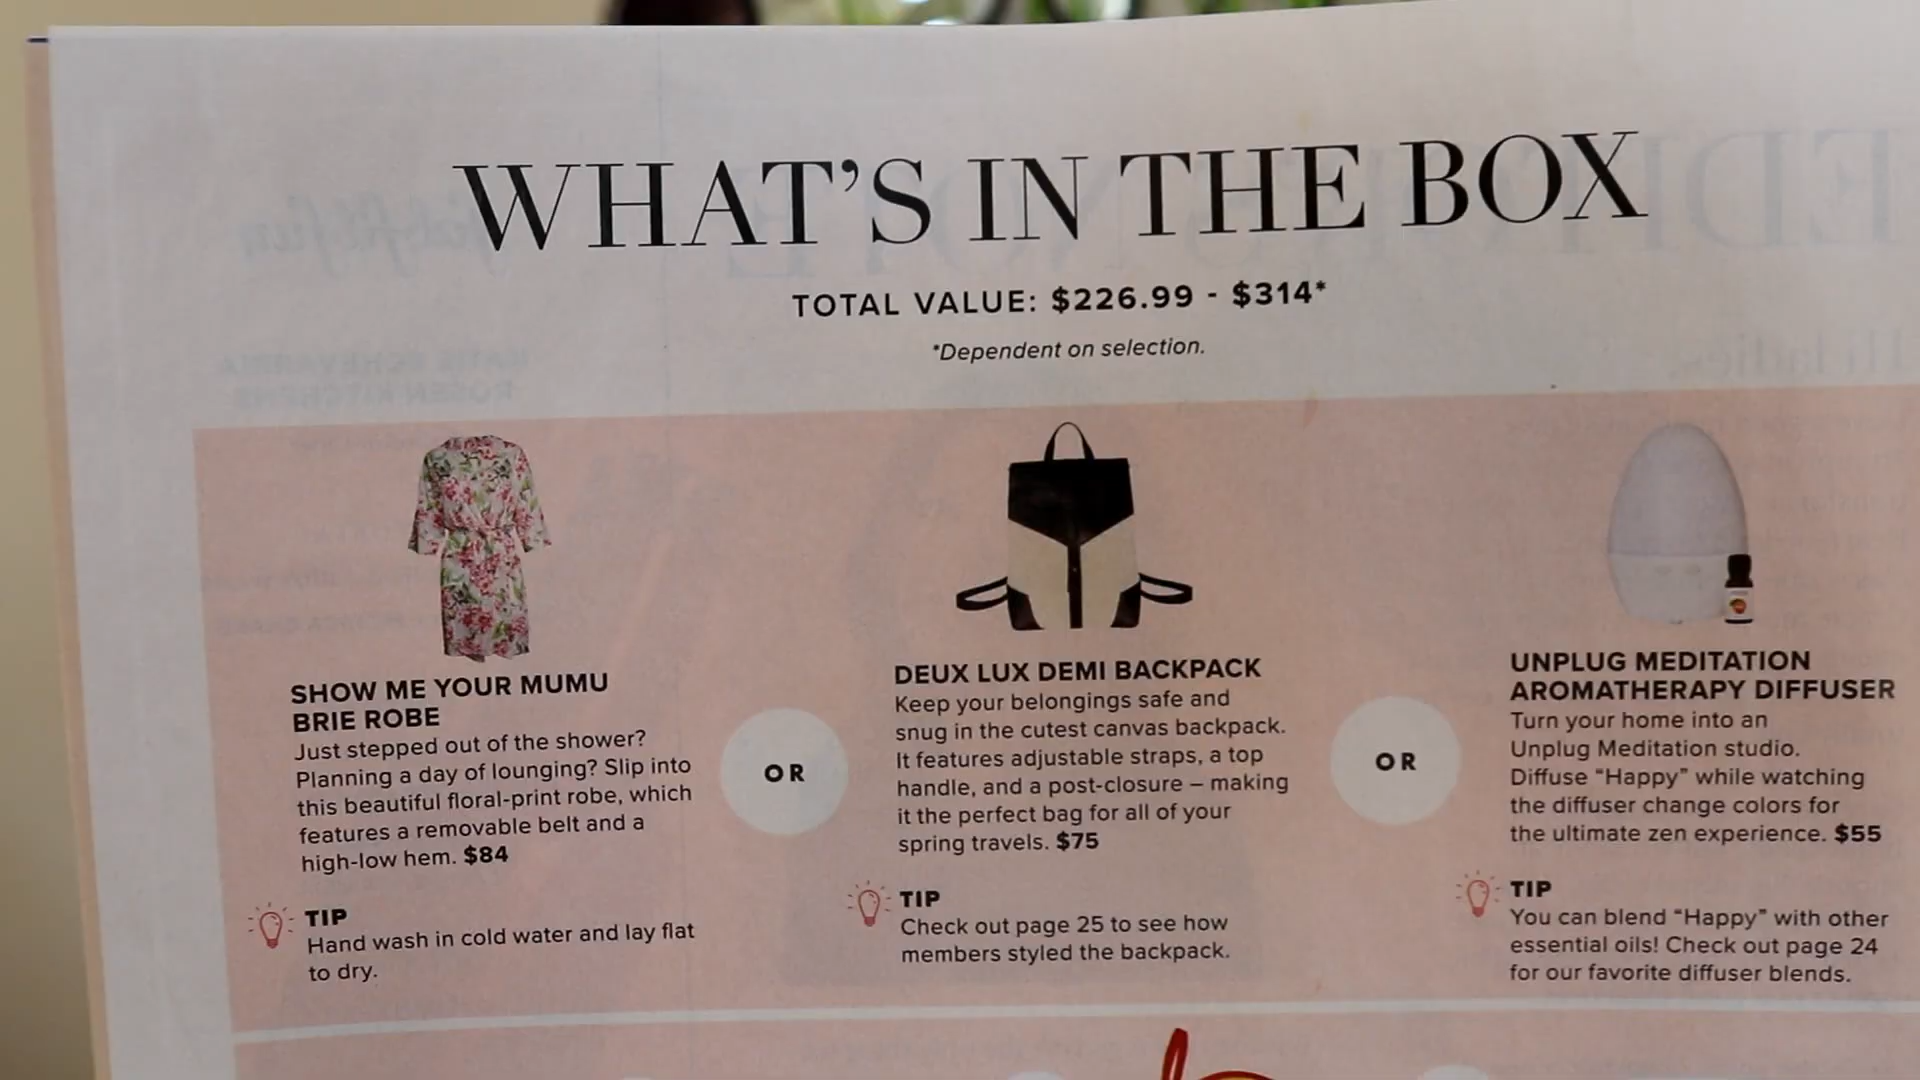 WHAT'S IN THE BOX
TOTAL VALUE: $226.99 - $314*
*Dependent on selection.
SHOW ME YOUR MUMU
BRIE ROBE
Just stepped out of the shower?
Planning a day of lounging? Slip into
this beautiful floral-print robe, which
features a removable belt and a
high-low hem. $84
TIP
Hand wash in cold water and lay flat
to dry.
OR
DEUX LUX DEMI BACKPACK
Keep your belongings safe and
snug in the cutest canvas backpack.
It features adjustable straps, a top
handle, and a post-closure – making
it the perfect bag for all of your
spring travels. $75
TIP
Check out page 25 to see how
members styled the backpack.
OR
UNPLUG MEDITATION
AROMATHERAPY DIFFUSER
Turn your home into an
Unplug Meditation studio.
Diffuse “Happy” while watching
the diffuser change colors for
the ultimate zen experience. $55
TIP
You can blend “Happy” with other
essential oils! Check out page 24
for our favorite diffuser blends.